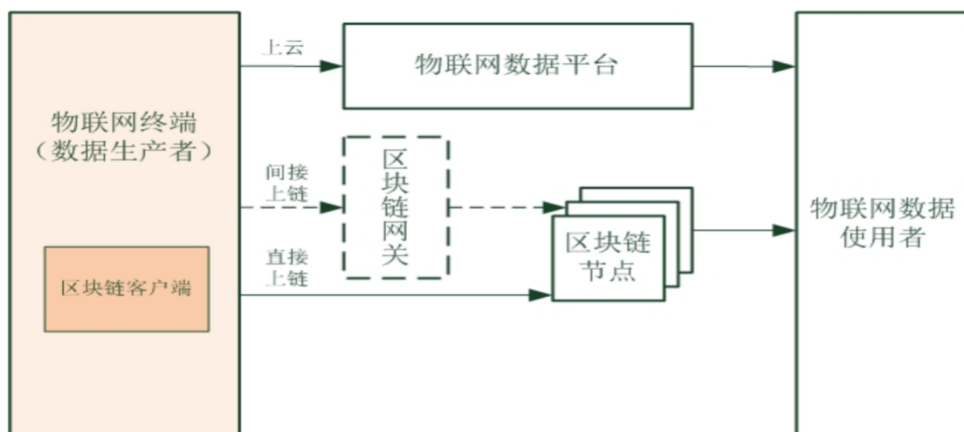 上云
物联网数据平台
物联网终端
（数据生产者）
间接
上链
区
块
链
网
关
直接
上链
区块链
节点
物联网数据
使用者
区块链客户端